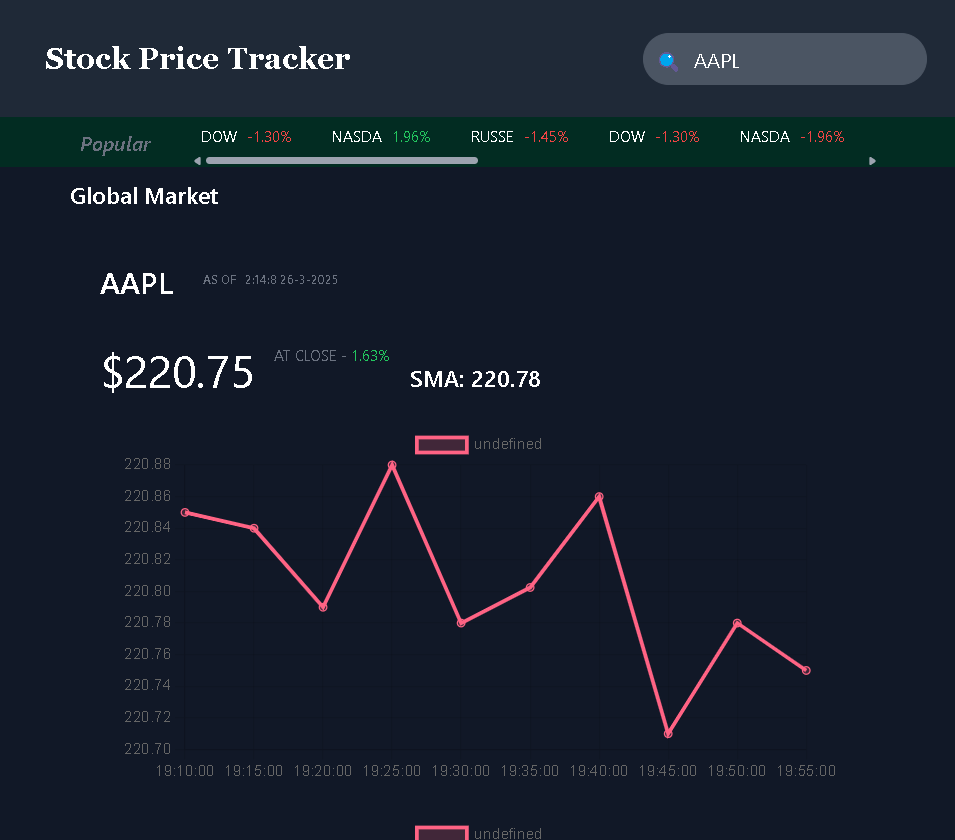 Stock Price Tracker
AAPL
Popular
DOW -1.30% NASDA 1.96% RUSSE -1.45% DOW -1.30% NASDA -1.96%
Global Market
AAPL AS OF 2:14:8 26-3-2025
$220.75 AT CLOSE - 1.63% SMA: 220.78
undefined
220.88
220.86
220.84
220.82
220.80
220.78
220.76
220.74
220.72
220.70
19:10:00 19:15:00 19:20:00 19:25:00 19:30:00 19:35:00 19:40:00 19:45:00 19:50:00 19:55:00
undefined